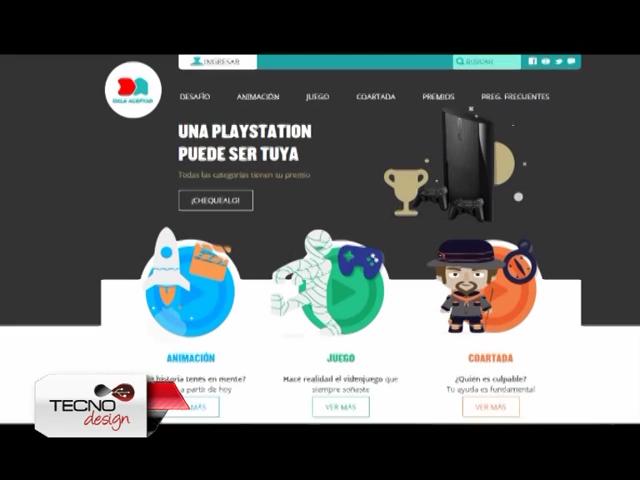 INGRESAR
BUSCAR
DESAFÍO ANIMACIÓN JUEGO COARTADA PREMIOS PREG. FRECUENTES
UNA PLAYSTATION
PUEDE SER TUYA
Todas las categorías tienen su premio
¡CHEQUEALO!
ANIMACIÓN
historia tenés en mente?
a partir de hoy
MÁS
JUEGO
Hacé realidad el videojuego que
siempre soñaste
VER MÁS
COARTADA
¿Quién es culpable?
Tu ayuda es fundamental
VER MÁS
TECNO
design